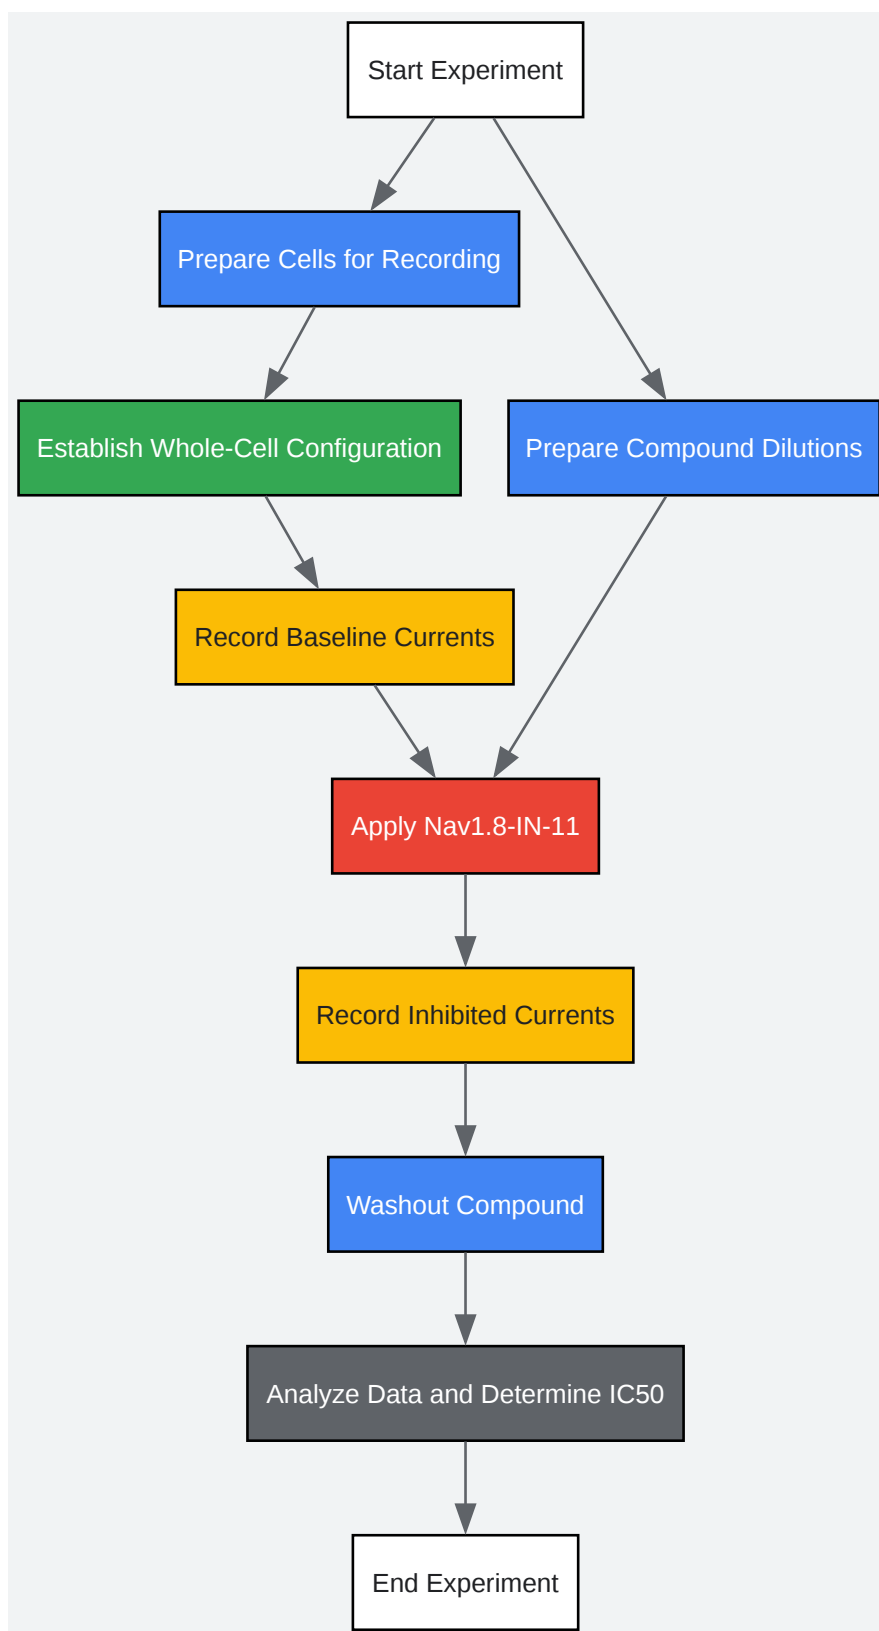 Start Experiment
Prepare Cells for Recording
Establish Whole-Cell Configuration
Prepare Compound Dilutions
Record Baseline Currents
Apply Nav1.8-IN-11
Record Inhibited Currents
Washout Compound
Analyze Data and Determine IC50
End Experiment